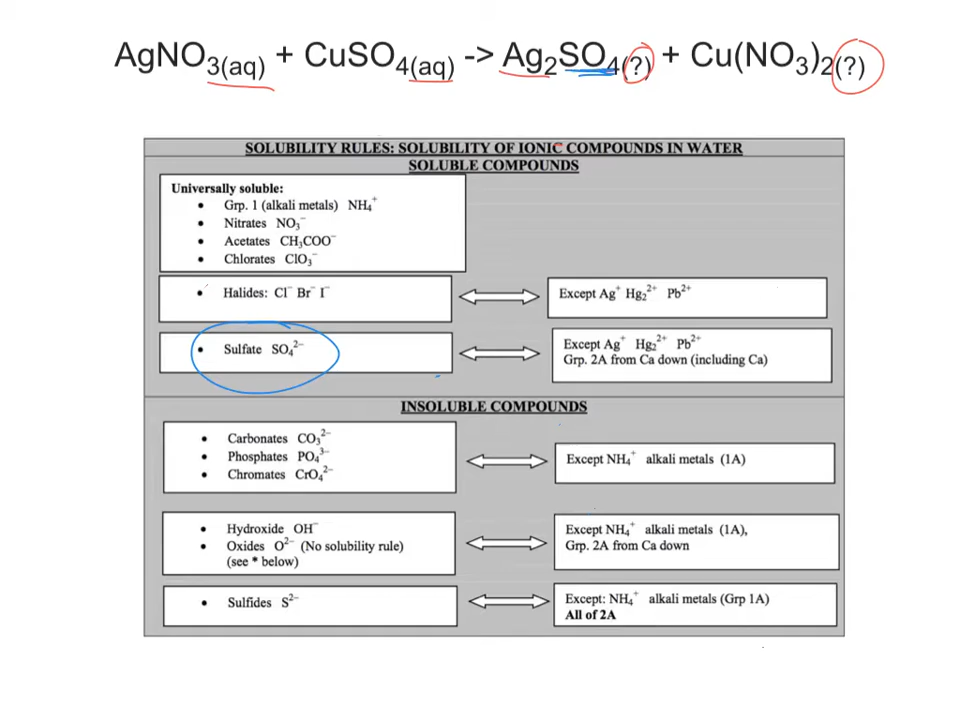 AgNO₃(aq) + CuSO₄(aq) -> Ag₂SO₄(?) + Cu(NO₃)₂(?)
SOLUBILITY RULES: SOLUBILITY OF IONIC COMPOUNDS IN WATER
SOLUBLE COMPOUNDS
Universally soluble:
• Grp. 1 (alkali metals) NH₄⁺
• Nitrates NO₃⁻
• Acetates CH₃COO⁻
• Chlorates ClO₃⁻
• Halides: Cl⁻ Br⁻ I⁻
Except Ag⁺ Hg₂²⁺ Pb²⁺
• Sulfate SO₄²⁻
Except Ag⁺ Hg₂²⁺ Pb²⁺
Grp. 2A from Ca down (including Ca)
INSOLUBLE COMPOUNDS
• Carbonates CO₃²⁻
• Phosphates PO₄³⁻
• Chromates CrO₄²⁻
Except NH₄⁺ alkali metals (1A)
• Hydroxide OH⁻
• Oxides O²⁻ (No solubility rule)
(see * below)
Except NH₄⁺ alkali metals (1A),
Grp. 2A from Ca down
• Sulfides S²⁻
Except: NH₄⁺ alkali metals (Grp 1A)
All of 2A